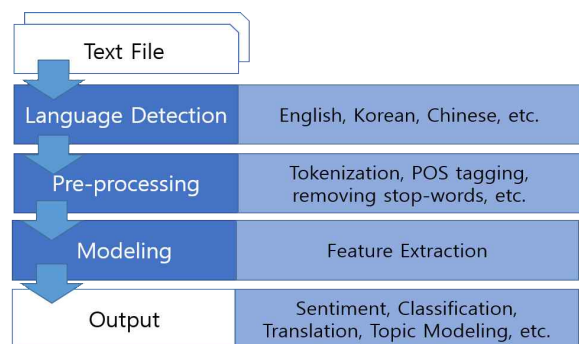 Text File
Language Detection
English, Korean, Chinese, etc.
Pre-processing
Tokenization, POS tagging,
removing stop-words, etc.
Modeling
Feature Extraction
Output
Sentiment, Classification,
Translation, Topic Modeling, etc.